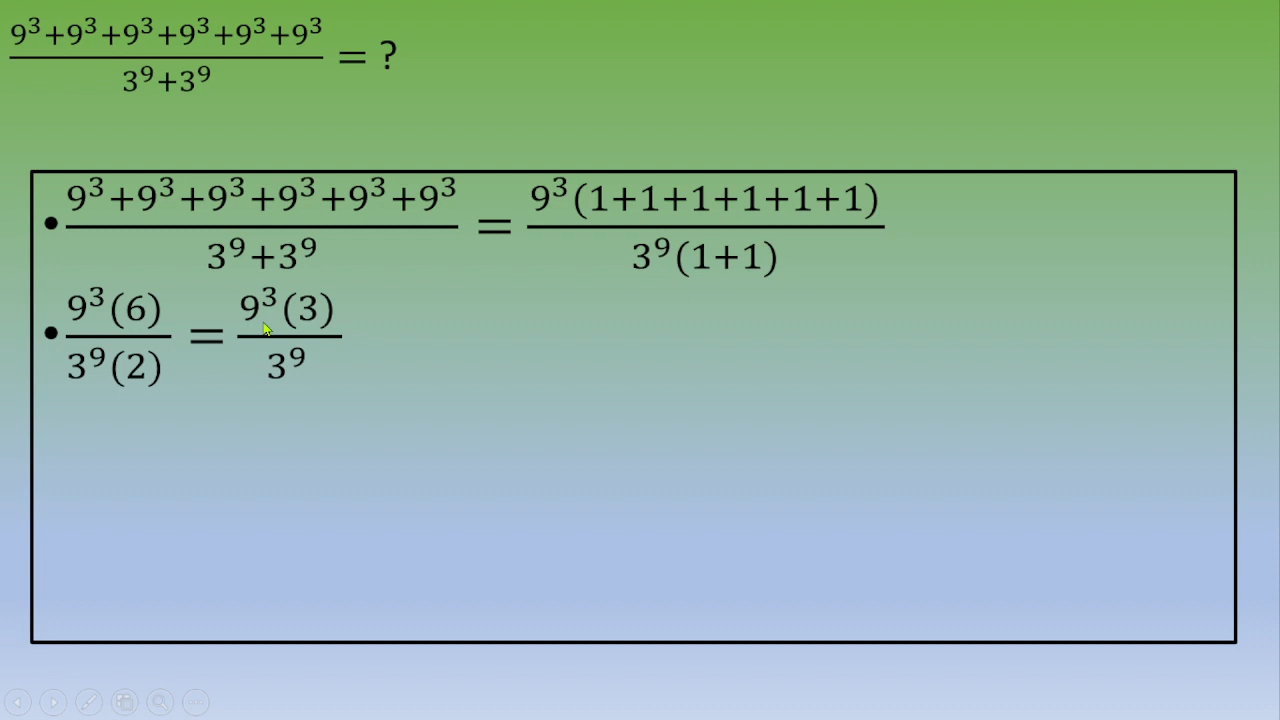 9³+9³+9³+9³+9³+9³ / 3⁹+3⁹ = ?
• 9³+9³+9³+9³+9³+9³ / 3⁹+3⁹ = 9³(1+1+1+1+1+1) / 3⁹(1+1)
• 9³(6) / 3⁹(2) = 9³(3) / 3⁹